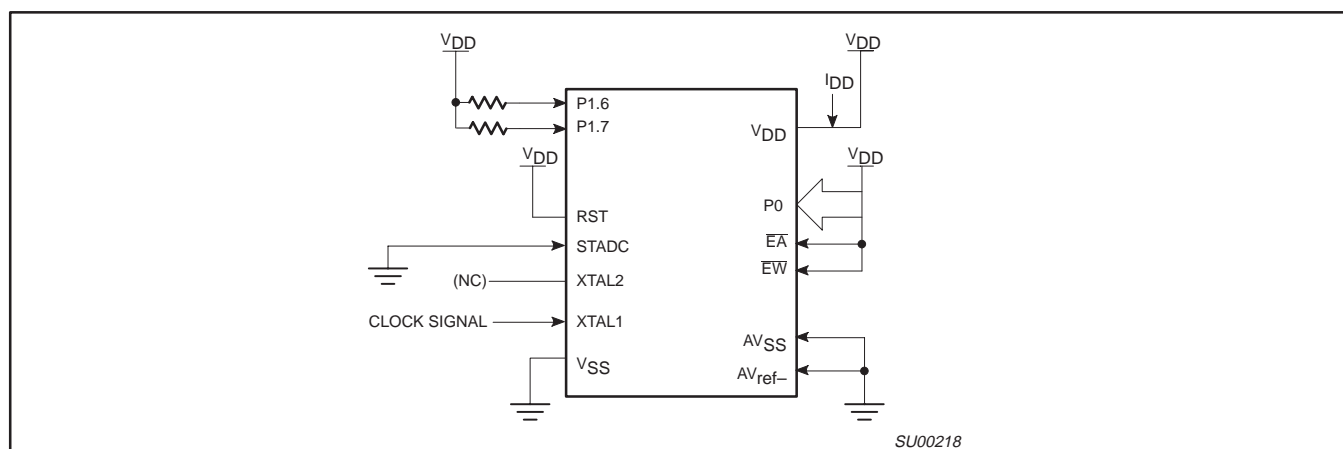 VDD
P1.6
P1.7
VDD
RST
STADC
(NC)
XTAL2
CLOCK SIGNAL
XTAL1
VSS
VDD
IDD
VDD
VDD
P0
EA
EW
AVSS
AVref–
SU00218